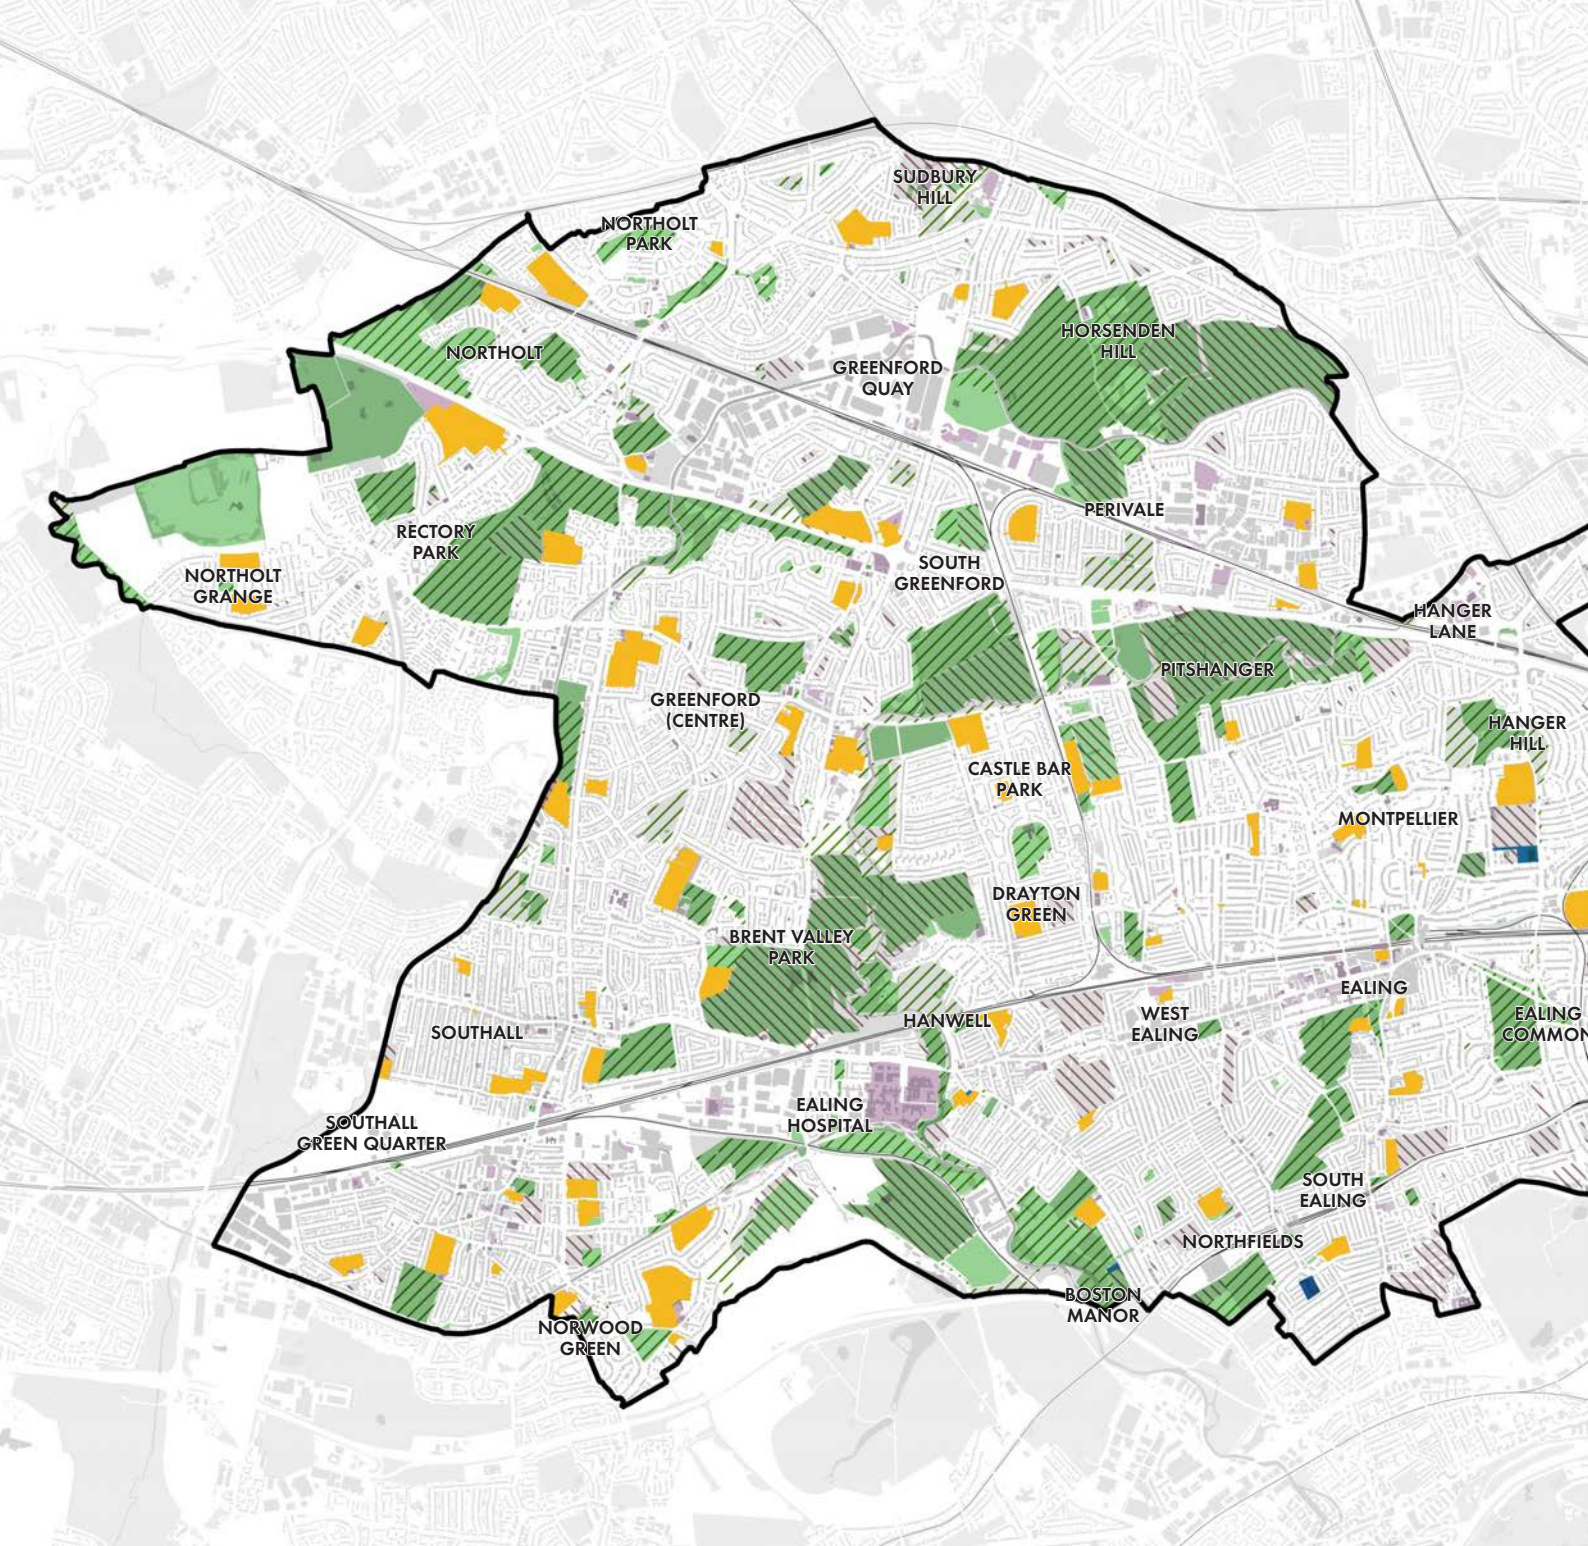 SUDBURY
HILL
NORTHOLT
PARK
HORSENDEN
HILL
NORTHOLT
GREENFORD
QUAY
PERIVALE
RECTORY
PARK
SOUTH
GREENFORD
NORTHOLT
GRANGE
HANGER
LANE
PITSHANGER
GREENFORD
(CENTRE)
HANGER
HILL
CASTLE BAR
PARK
MONTPELLIER
DRAYTON
GREEN
BRENT VALLEY
PARK
EALING
HANWELL
WEST
EALING
EALING
COMMON
SOUTHALL
EALING
HOSPITAL
SOUTHALL
GREEN QUARTER
SOUTH
EALING
NORTHFIELDS
BOSTON
MANOR
NORWOOD
GREEN